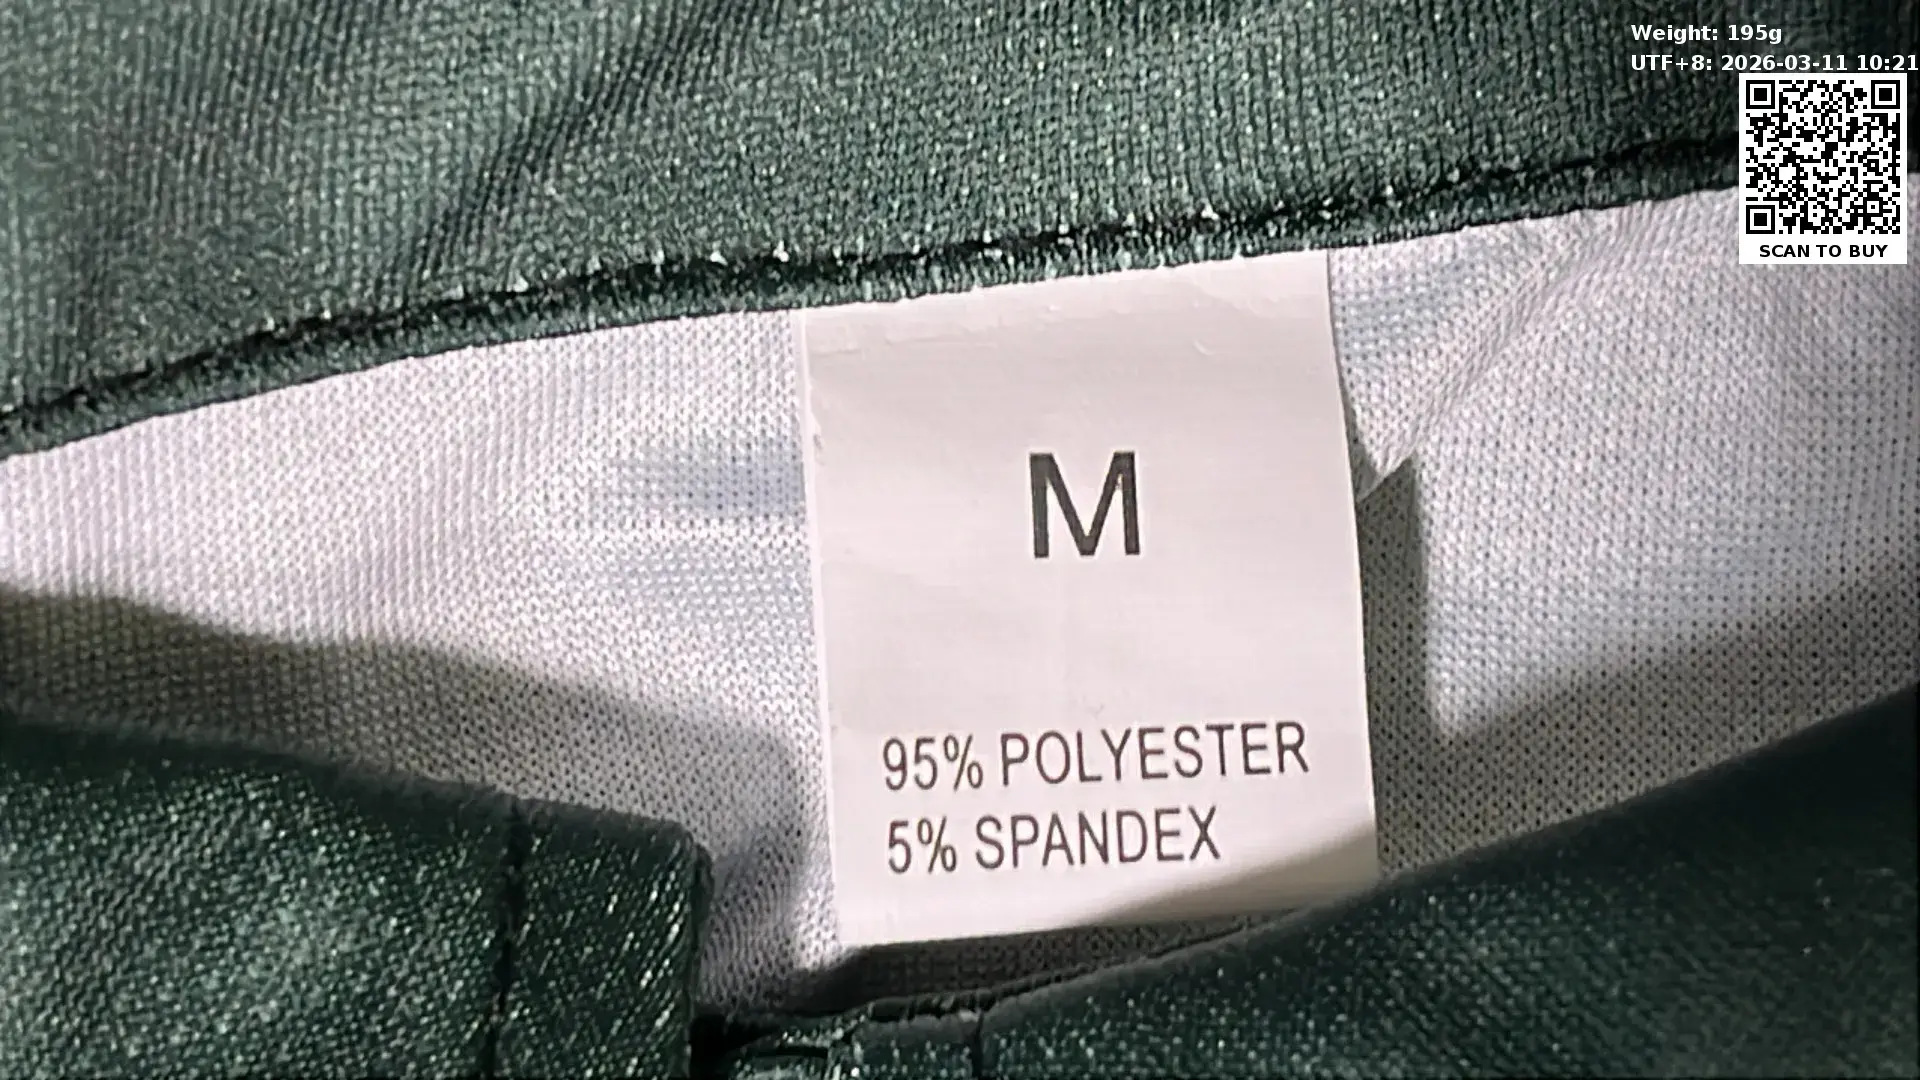 Weight: 195g
UTF+8: 2026-03-11 10:21
SCAN TO BUY
M
95% POLYESTER
5% SPANDEX